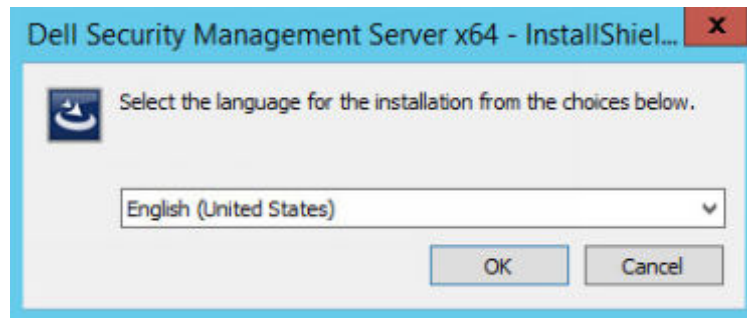 Dell Security Management Server x64 - InstallShiel...
Select the language for the installation from the choices below.
English (United States)
OK Cancel